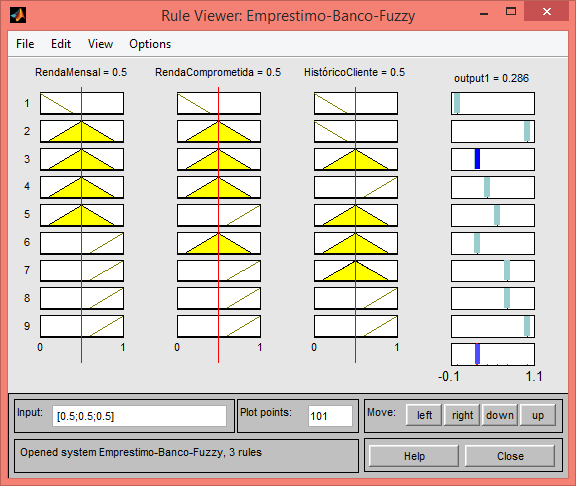 Rule Viewer: Emprestimo-Banco-Fuzzy
File Edit View Options
RendaMensal = 0.5 RendaComprometida = 0.5 HistóricoCliente = 0.5 output1 = 0.286
1
2
3
4
5
6
7
8
9
0 1 0 1 0 1
-0.1 1.1
Input: [0.5;0.5;0.5] Plot points: 101 Move: left right down up
Opened system Emprestimo-Banco-Fuzzy, 3 rules Help Close